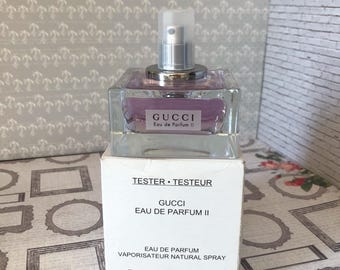 GUCCI
Eau de Parfum II
TESTER • TESTEUR
GUCCI
EAU DE PARFUM II
EAU DE PARFUM
VAPORISATEUR NATURAL SPRAY